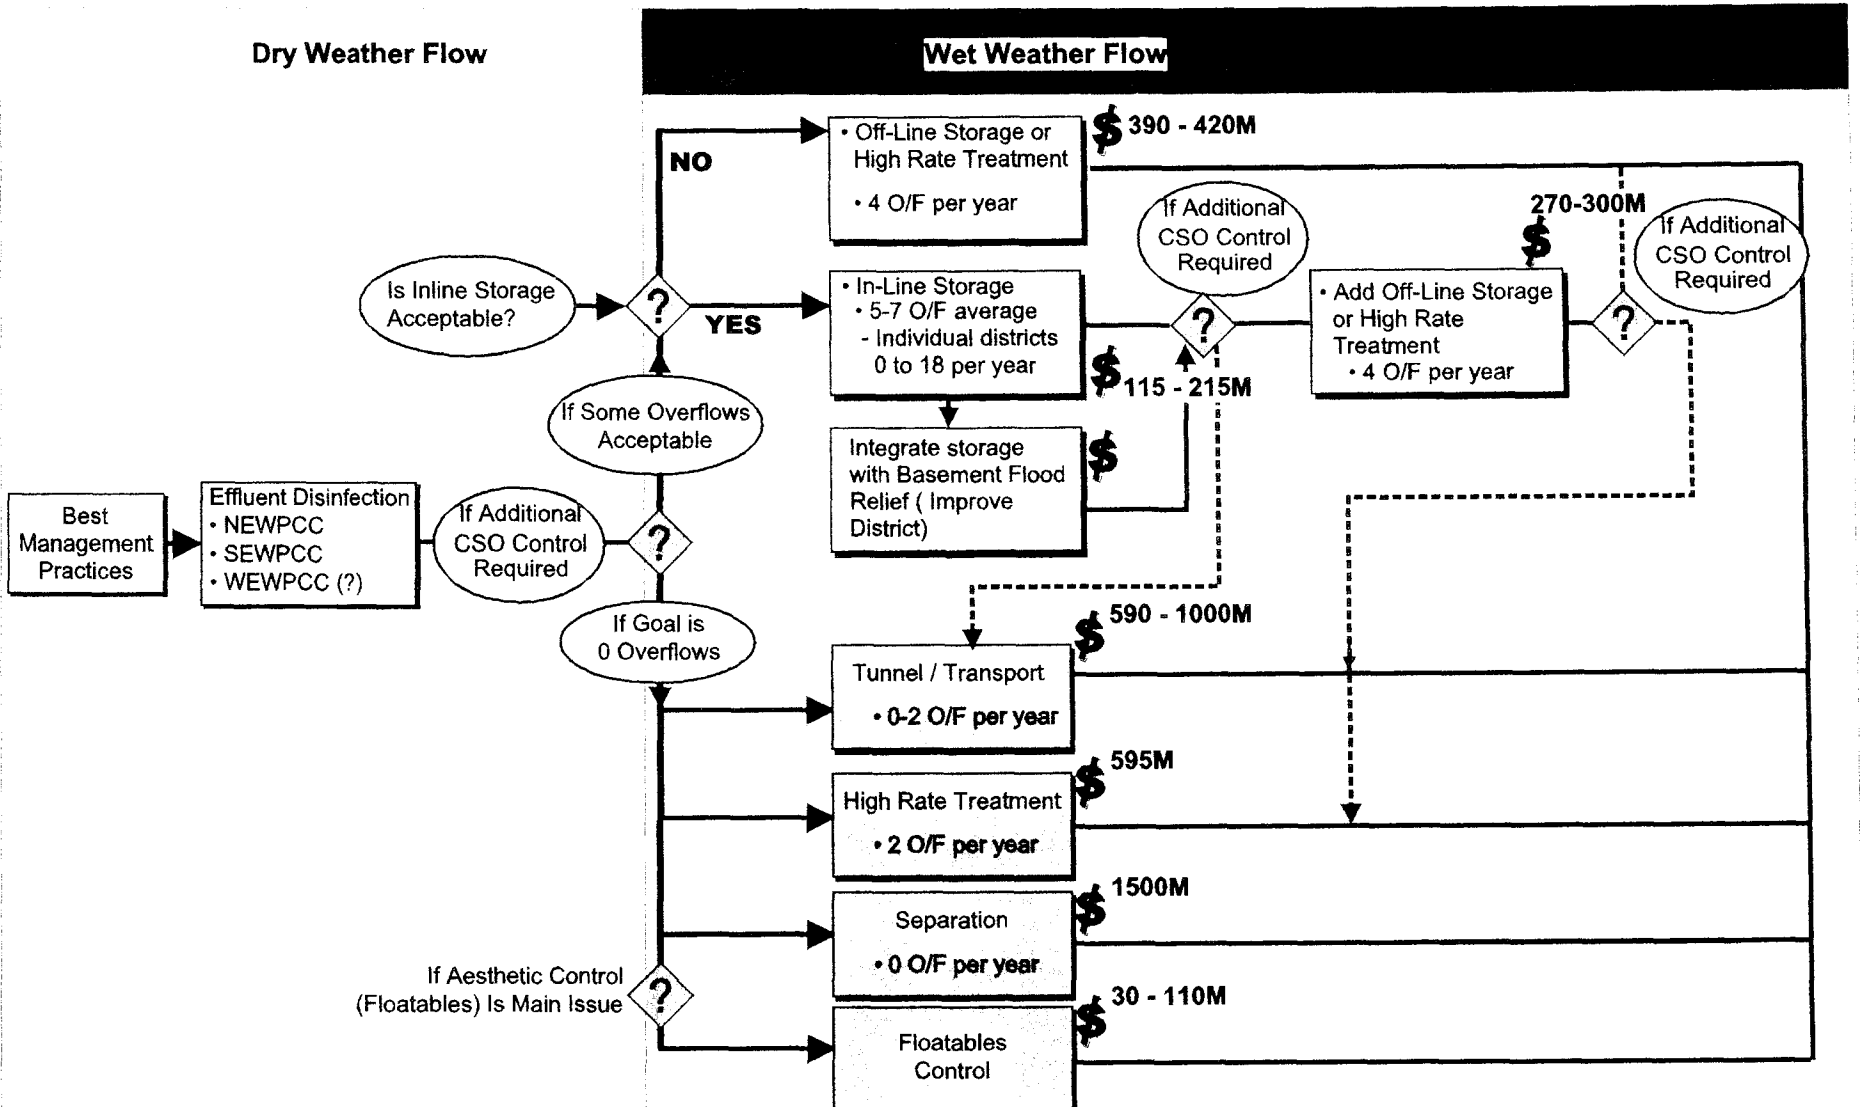 Dry Weather Flow
Wet Weather Flow
• Off-Line Storage or
High Rate Treatment
• 4 O/F per year
$ 390 - 420M
NO
If Additional
CSO Control
Required
270-300M
$
If Additional
CSO Control
Required
Is Inline Storage
Acceptable?
?
YES
• In-Line Storage
• 5-7 O/F average
- Individual districts
0 to 18 per year
?
• Add Off-Line Storage
or High Rate
Treatment
• 4 O/F per year
?
$ 115 - 215M
If Some Overflows
Acceptable
Integrate storage
with Basement Flood
Relief ( Improve
District)
$
Best
Management
Practices
Effluent Disinfection
• NEWPCC
• SEWPCC
• WEWPCC (?)
If Additional
CSO Control
Required
?
If Goal is
0 Overflows
$ 590 - 1000M
Tunnel / Transport
• 0-2 O/F per year
$ 595M
High Rate Treatment
• 2 O/F per year
$ 1500M
Separation
• 0 O/F per year
If Aesthetic Control
(Floatables) Is Main Issue
?
$ 30 - 110M
Floatables
Control